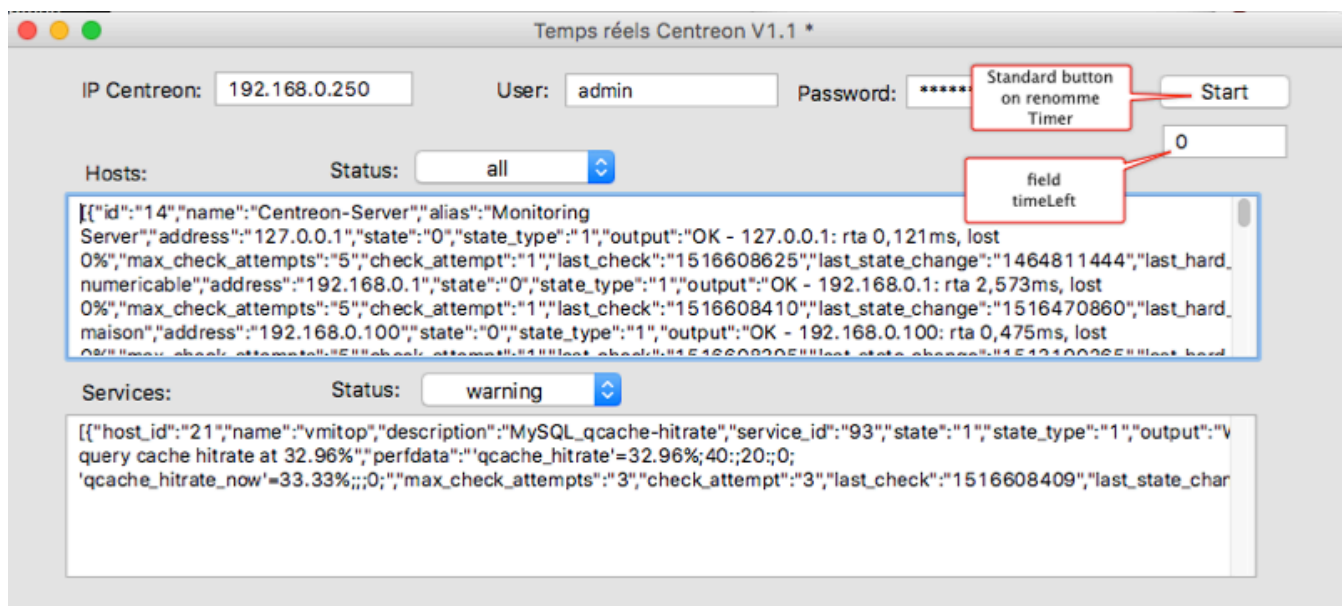 Temps réels Centreon V1.1 *
IP Centreon: 192.168.0.250 User: admin Password: ****** Start
Standard button
on renomme
Timer
0
field
timeLeft
Hosts: Status: all
[{"id":"14","name":"Centreon-Server","alias":"Monitoring
Server","address":"127.0.0.1","state":"0","state_type":"1","output":"OK - 127.0.0.1: rta 0,121ms, lost
0%","max_check_attempts":"5","check_attempt":"1","last_check":"1516608625","last_state_change":"1464811444","last_hard_
numericable","address":"192.168.0.1","state":"0","state_type":"1","output":"OK - 192.168.0.1: rta 2,573ms, lost
0%","max_check_attempts":"5","check_attempt":"1","last_check":"1516608410","last_state_change":"1516470860","last_hard_
maison","address":"192.168.0.100","state":"0","state_type":"1","output":"OK - 192.168.0.100: rta 0,475ms, lost
Services: Status: warning
[{"host_id":"21","name":"vmitop","description":"MySQL_qcache-hitrate","service_id":"93","state":"1","state_type":"1","output":"
query cache hitrate at 32.96%","perfdata":"'qcache_hitrate'=32.96%;40:;20:;0;
'qcache_hitrate_now'=33.33%;;;0;","max_check_attempts":"3","check_attempt":"3","last_check":"1516608409","last_state_char